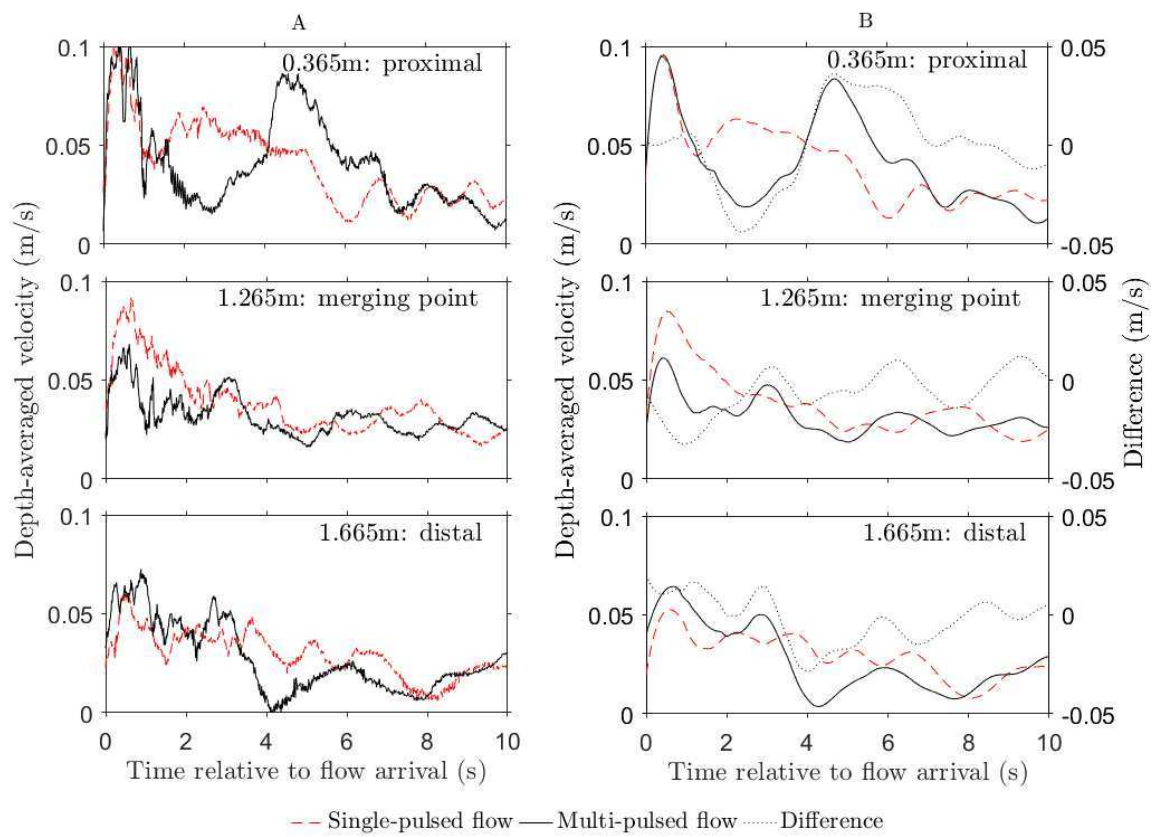 A
B
0.1
0.365m: proximal
0.05
0
0.1
0.365m: proximal
0.05
0.05
0
0
-0.05
0.1
1.265m: merging point
0.05
0
0.1
1.265m: merging point
0.05
0.05
0
0
-0.05
0.1
1.665m: distal
0.05
0
0.1
1.665m: distal
0.05
0.05
0
0
-0.05
Depth-averaged velocity (m/s)
Depth-averaged velocity (m/s)
Difference (m/s)
0 2 4 6 8 10
0 2 4 6 8 10
Time relative to flow arrival (s)
Time relative to flow arrival (s)
Single-pulsed flow Multi-pulsed flow Difference